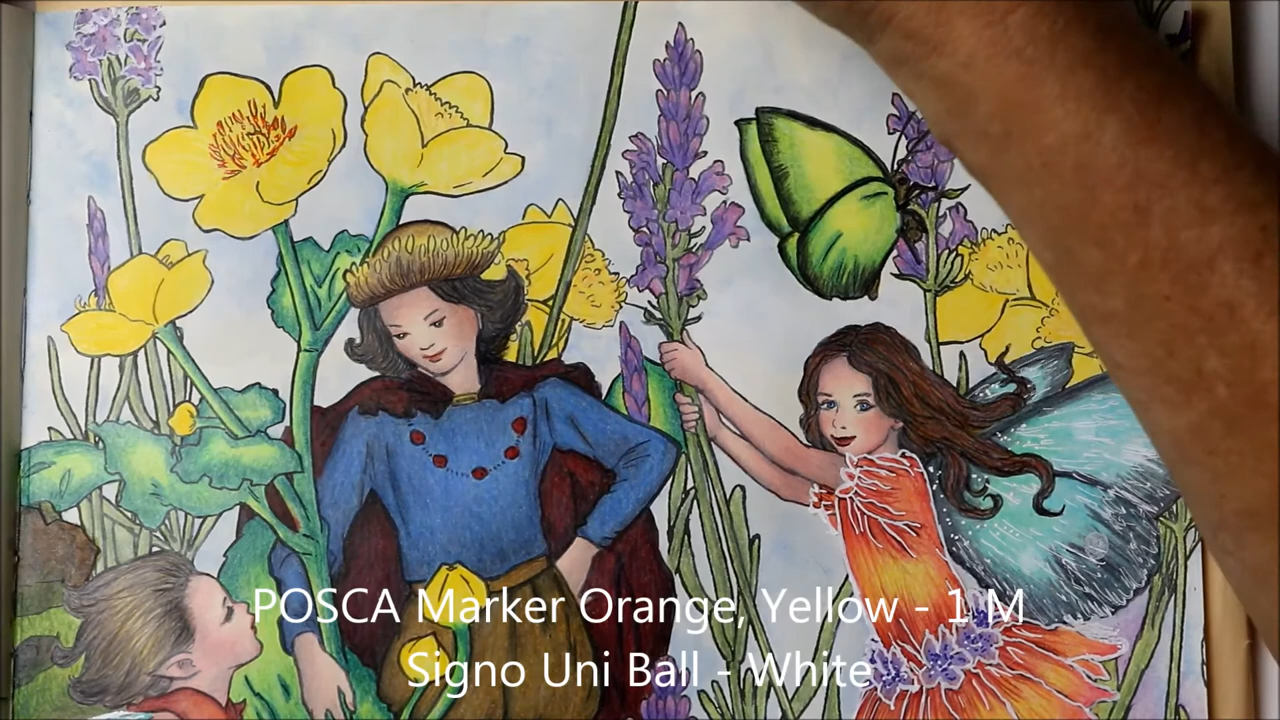 POSCA Marker Orange, Yellow - 1 M
Signo Uni Ball - White